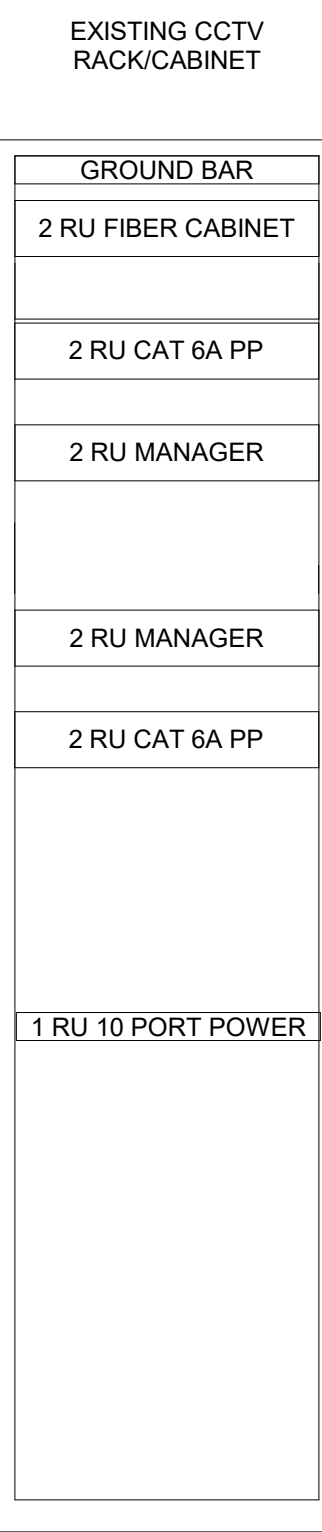 EXISTING CCTV
RACK/CABINET
GROUND BAR
2 RU FIBER CABINET
2 RU CAT 6A PP
2 RU MANAGER
2 RU MANAGER
2 RU CAT 6A PP
1 RU 10 PORT POWER